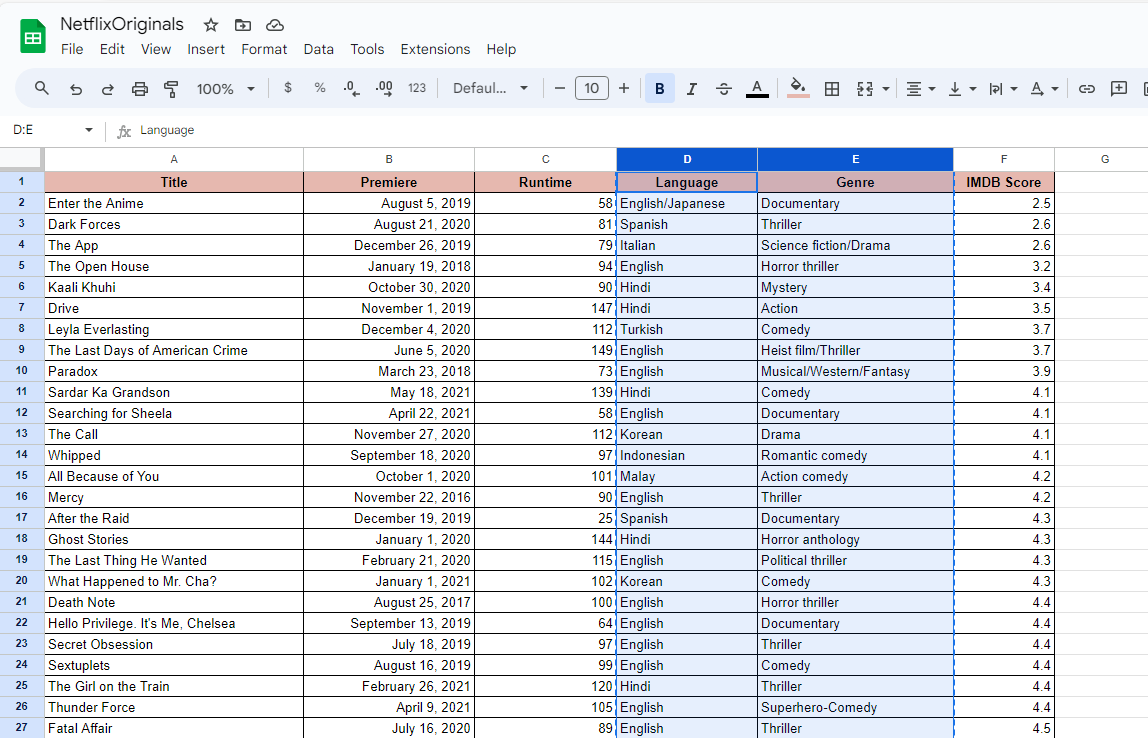 NetflixOriginals
File Edit View Insert Format Data Tools Extensions Help
100% $ % .0 .00 123 Defaul... − 10 + B I S A A
D:E fx Language
A B C D E F G
1 Title Premiere Runtime Language Genre IMDB Score
2 Enter the Anime August 5, 2019 58 English/Japanese Documentary 2.5
3 Dark Forces August 21, 2020 81 Spanish Thriller 2.6
4 The App December 26, 2019 79 Italian Science fiction/Drama 2.6
5 The Open House January 19, 2018 94 English Horror thriller 3.2
6 Kaali Khuhi October 30, 2020 90 Hindi Mystery 3.4
7 Drive November 1, 2019 147 Hindi Action 3.5
8 Leyla Everlasting December 4, 2020 112 Turkish Comedy 3.7
9 The Last Days of American Crime June 5, 2020 149 English Heist film/Thriller 3.7
10 Paradox March 23, 2018 73 English Musical/Western/Fantasy 3.9
11 Sardar Ka Grandson May 18, 2021 139 Hindi Comedy 4.1
12 Searching for Sheela April 22, 2021 58 English Documentary 4.1
13 The Call November 27, 2020 112 Korean Drama 4.1
14 Whipped September 18, 2020 97 Indonesian Romantic comedy 4.1
15 All Because of You October 1, 2020 101 Malay Action comedy 4.2
16 Mercy November 22, 2016 90 English Thriller 4.2
17 After the Raid December 19, 2019 25 Spanish Documentary 4.3
18 Ghost Stories January 1, 2020 144 Hindi Horror anthology 4.3
19 The Last Thing He Wanted February 21, 2020 115 English Political thriller 4.3
20 What Happened to Mr. Cha? January 1, 2021 102 Korean Comedy 4.3
21 Death Note August 25, 2017 100 English Horror thriller 4.4
22 Hello Privilege. It's Me, Chelsea September 13, 2019 64 English Documentary 4.4
23 Secret Obsession July 18, 2019 97 English Thriller 4.4
24 Sextuplets August 16, 2019 99 English Comedy 4.4
25 The Girl on the Train February 26, 2021 120 Hindi Thriller 4.4
26 Thunder Force April 9, 2021 105 English Superhero-Comedy 4.4
27 Fatal Affair July 16, 2020 89 English Thriller 4.5